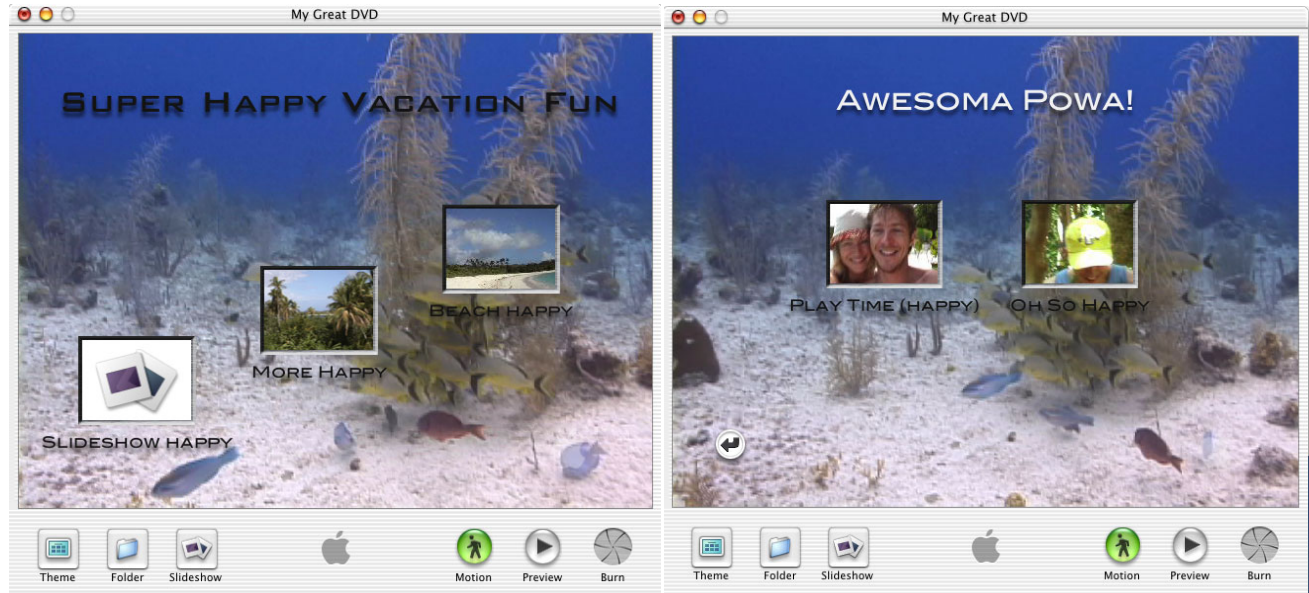 My Great DVD
SUPER HAPPY VACATION FUN
BEACH HAPPY
MORE HAPPY
SLIDESHOW HAPPY
Theme Folder Slideshow Motion Preview Burn
My Great DVD
AWESOMA POWA!
PLAY TIME (HAPPY) OH SO HAPPY
Theme Folder Slideshow Motion Preview Burn